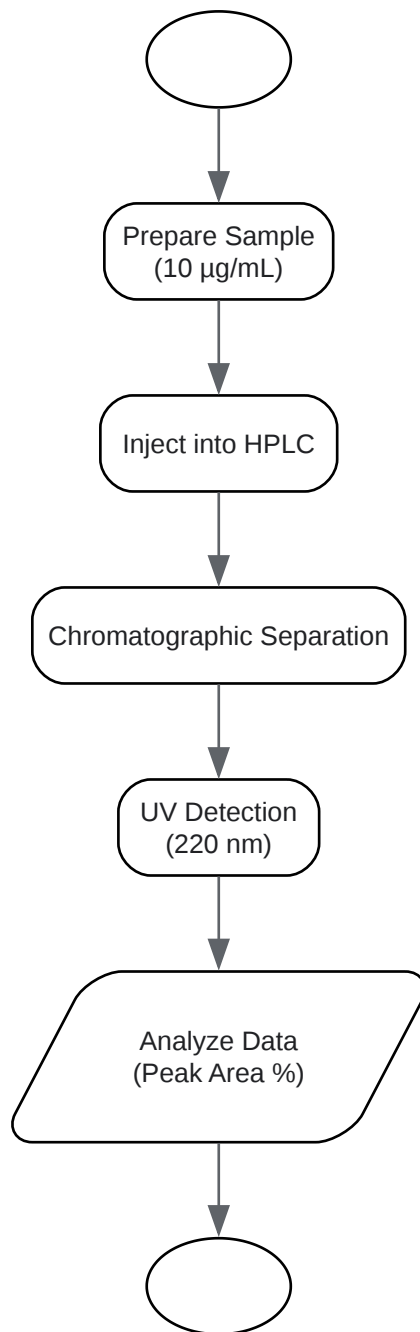 Prepare Sample
(10 µg/mL)
Inject into HPLC
Chromatographic Separation
UV Detection
(220 nm)
Analyze Data
(Peak Area %)